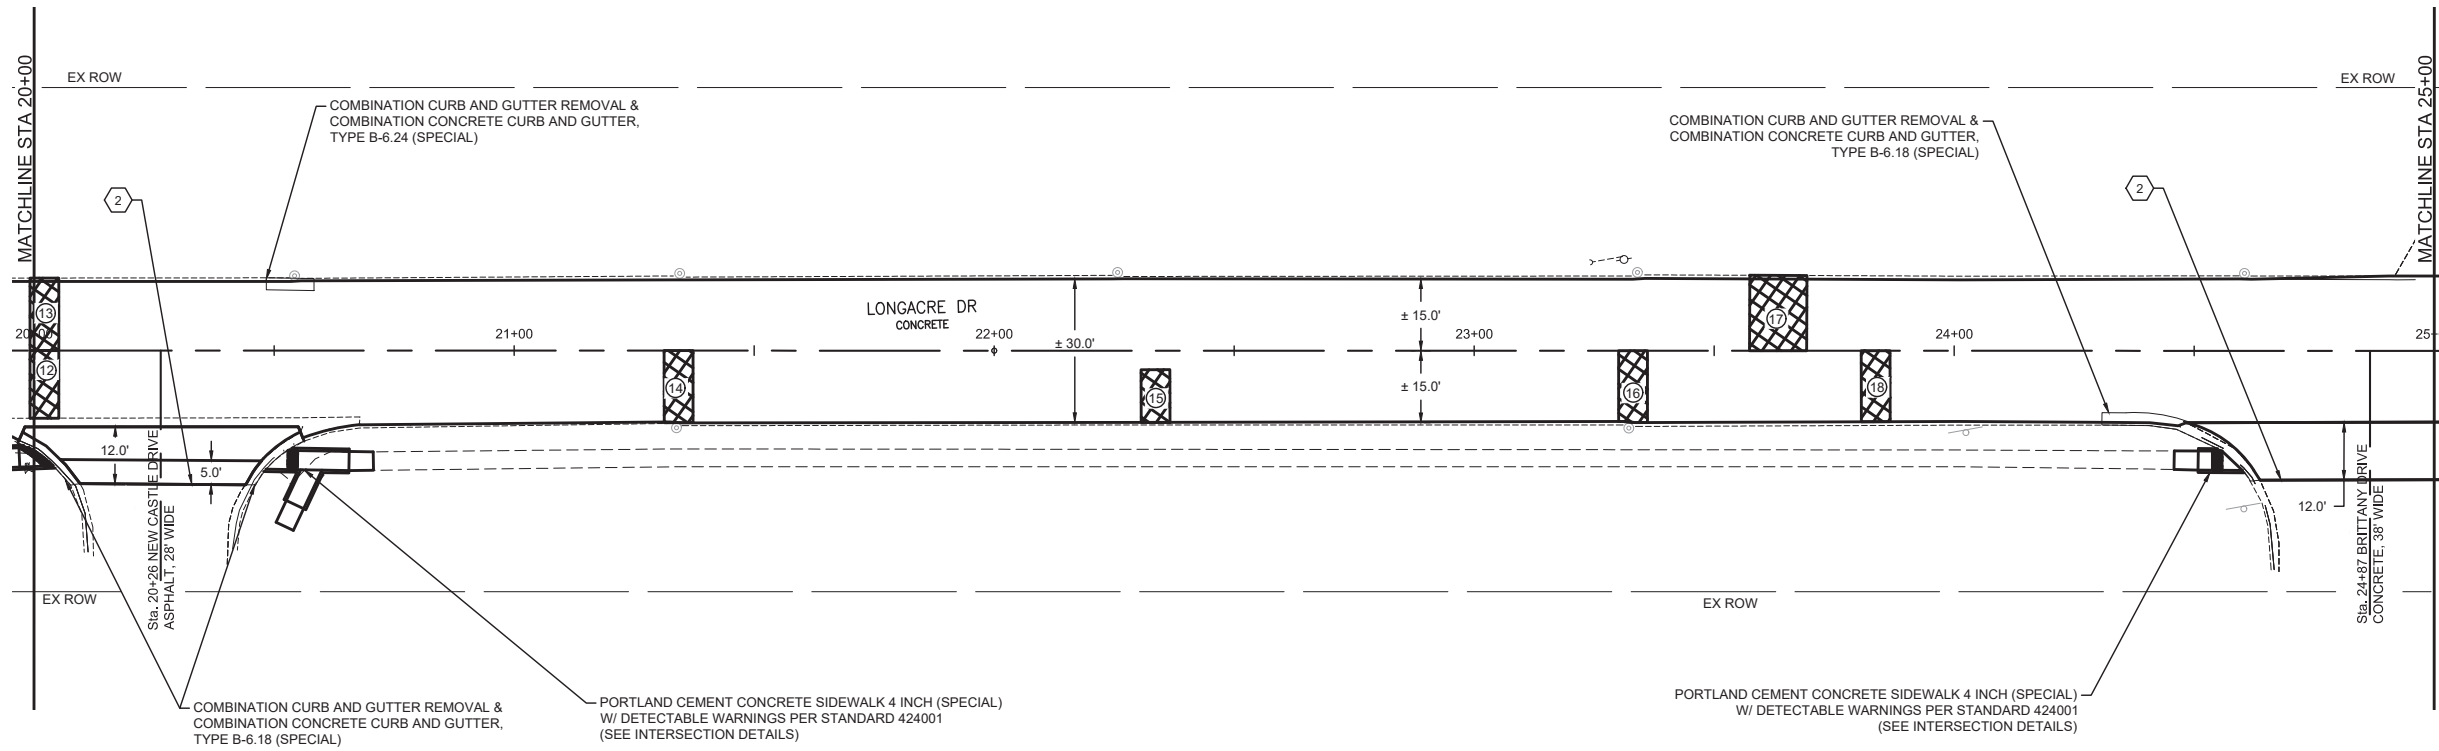 MATCHLINE STA 20+00
EX ROW
COMBINATION CURB AND GUTTER REMOVAL &
COMBINATION CONCRETE CURB AND GUTTER,
TYPE B-6.24 (SPECIAL)
2
COMBINATION CURB AND GUTTER REMOVAL &
COMBINATION CONCRETE CURB AND GUTTER,
TYPE B-6.18 (SPECIAL)
2
EX ROW
MATCHLINE STA 25+00
13
20+00
12
21+00
LONGACRE DR
CONCRETE
22+00
± 30.0'
± 15.0'
± 15.0'
23+00
17
24+00
25+
14
15
16
18
12.0'
5.0'
Sta. 20+26 NEW CASTLE DRIVE
ASPHALT, 28' WIDE
12.0'
Sta. 24+87 BRITTANY DRIVE
CONCRETE, 38' WIDE
EX ROW
EX ROW
COMBINATION CURB AND GUTTER REMOVAL &
COMBINATION CONCRETE CURB AND GUTTER,
TYPE B-6.18 (SPECIAL)
PORTLAND CEMENT CONCRETE SIDEWALK 4 INCH (SPECIAL)
W/ DETECTABLE WARNINGS PER STANDARD 424001
(SEE INTERSECTION DETAILS)
PORTLAND CEMENT CONCRETE SIDEWALK 4 INCH (SPECIAL)
W/ DETECTABLE WARNINGS PER STANDARD 424001
(SEE INTERSECTION DETAILS)